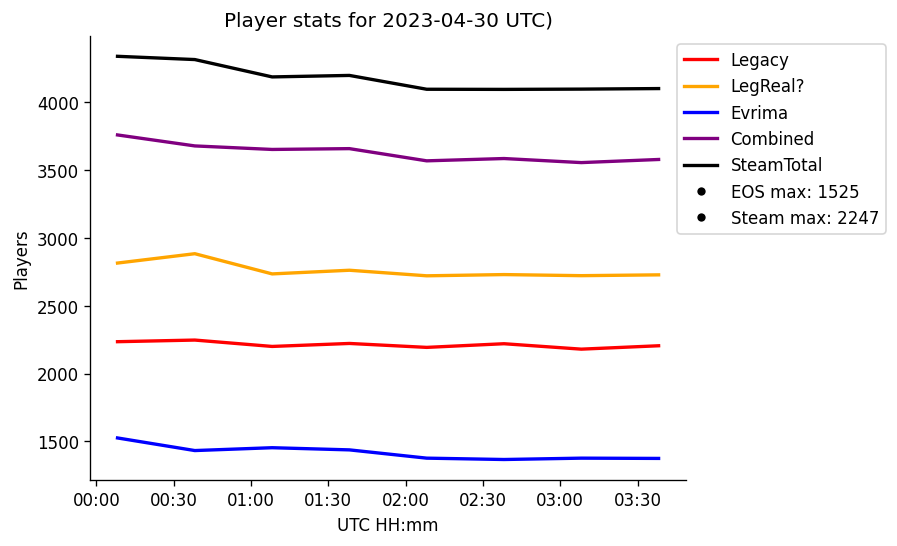 Player stats for 2023-04-30 UTC)
Players
4000
3500
3000
2500
2000
1500
00:00 00:30 01:00 01:30 02:00 02:30 03:00 03:30
UTC HH:mm
Legacy
LegReal?
Evrima
Combined
SteamTotal
EOS max: 1525
Steam max: 2247